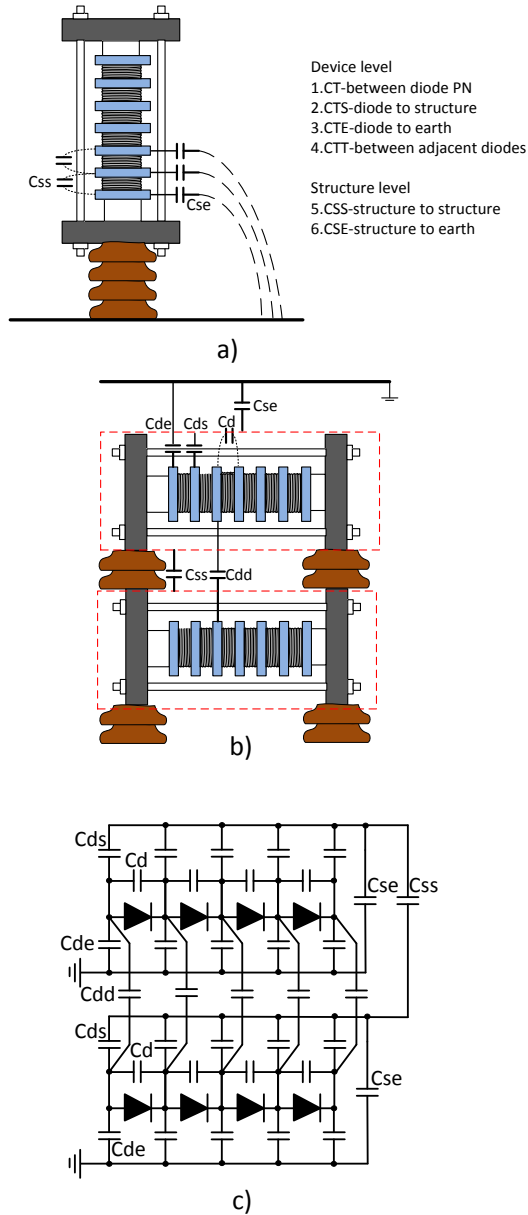 Device level
1.CT-between diode PN
2.CTS-diode to structure
3.CTE-diode to earth
4.CTT-between adjacent diodes
Structure level
5.CSS-structure to structure
6.CSE-structure to earth
Css
Cse
a)
Cse
Cde
Cds
Cd
Css
Cdd
b)
Cds
Cd
Cse
Css
Cde
Cdd
Cds
Cd
Cse
Cde
c)